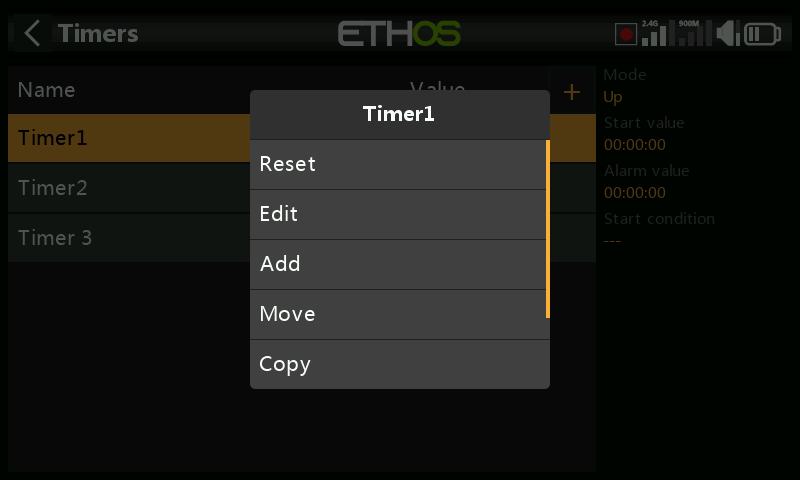 Timers
ETHOS
2.4G
900M
Name
Value
+
Mode
Up
Start value
00:00:00
Alarm value
00:00:00
Start condition
---
Timer1
Timer2
Timer 3
Timer1
Reset
Edit
Add
Move
Copy